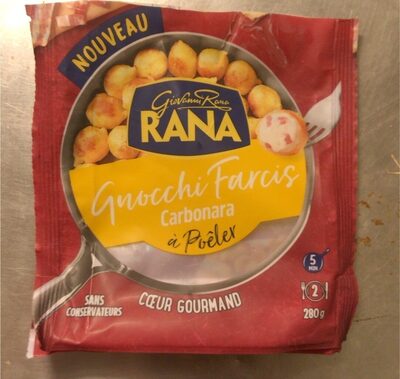 NOUVEAU
Giovanni Rana
RANA
Gnocchi Farcis
Carbonara
à Poêler
5
MIN
2
280g
SANS
CONSERVATEURS
CŒUR GOURMAND